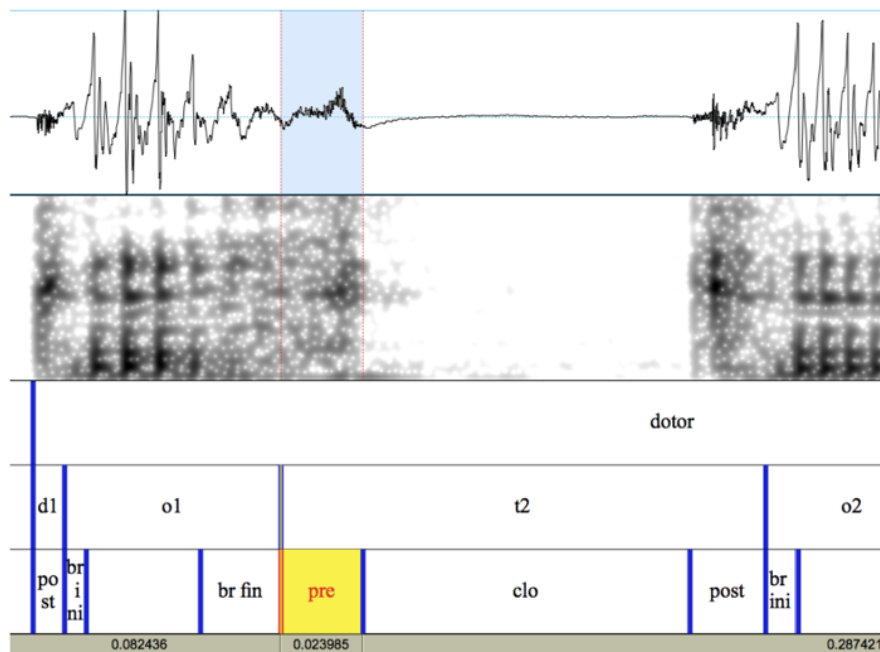 dotor
d1 o1 t2 o2
po
st
br
i
ni
br fin
pre
clo
post
br
ini
0.082436 0.023985 0.287421